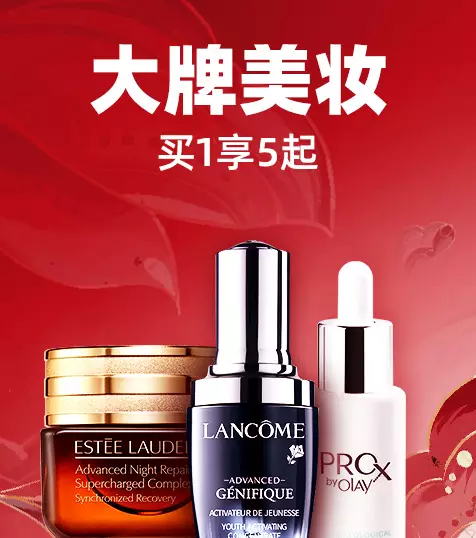 大牌美妆
买1享5起
ESTĒE LAUDE
Advanced Night Repai
Supercharged Comple
Synchronized Recovery
LANCÔME
ADVANCED
GÉNIFIQUE
ACTIVATEUR DE JEUNESSE
YOUTH ACTIVATING
CONCENTRATE
PROX
BY OLAY